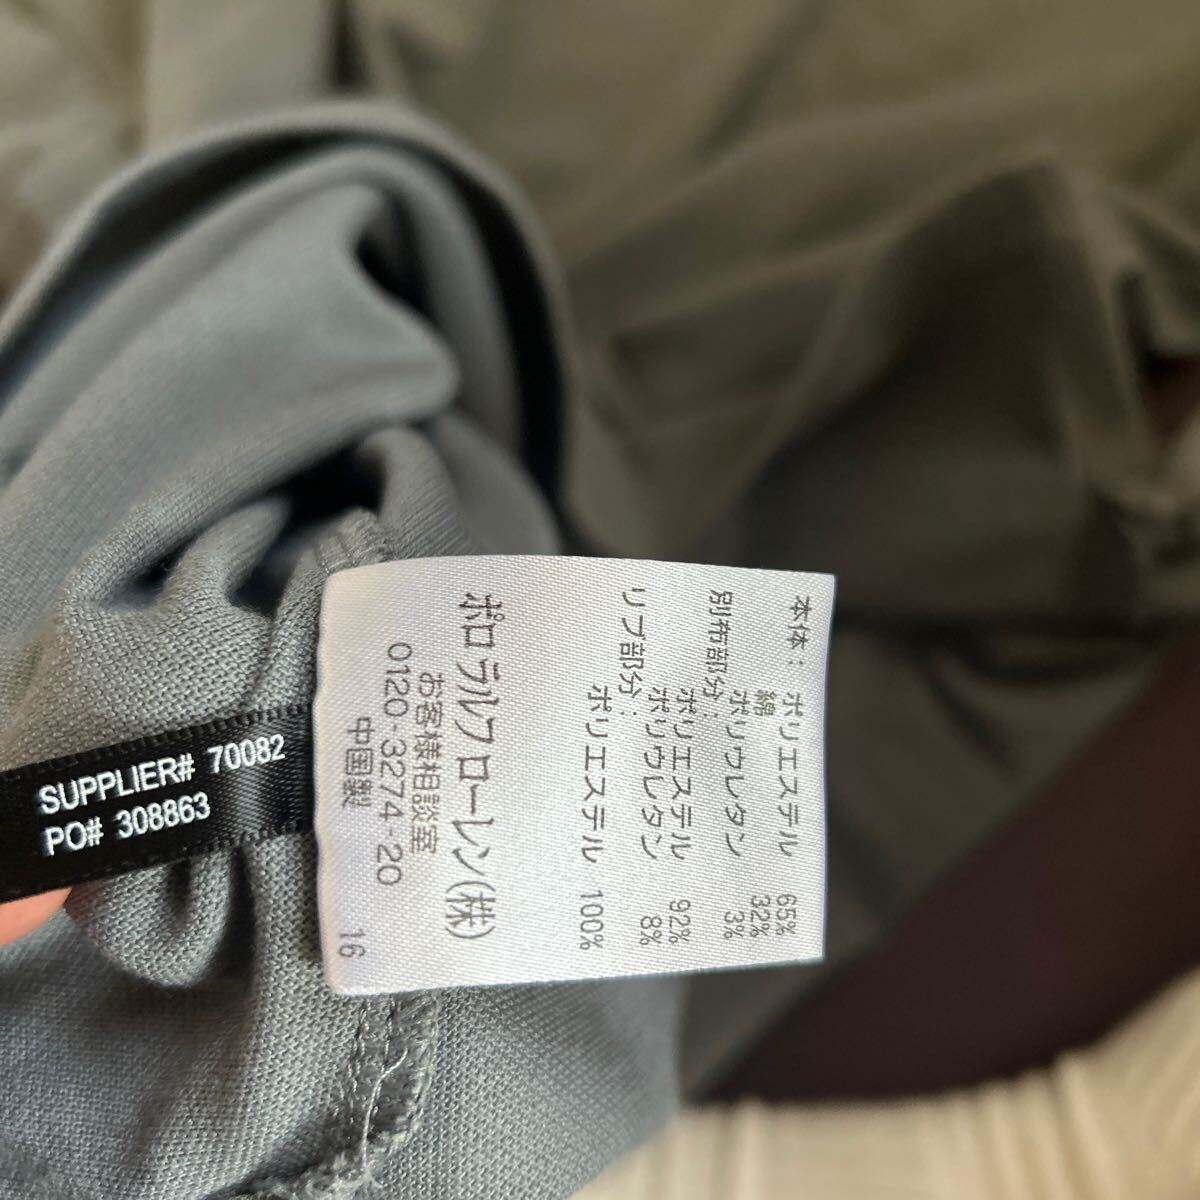 本体: ポリエステル 65%
綿 32%
ポリウレタン 3%
別布部分:
ポリエステル 92%
ポリウレタン 8%
リブ部分:
ポリエステル 100%
ポロラルフローレン(株)
お客様相談室
0120-3274-20
中国製
16
SUPPLIER# 70082
PO# 308863